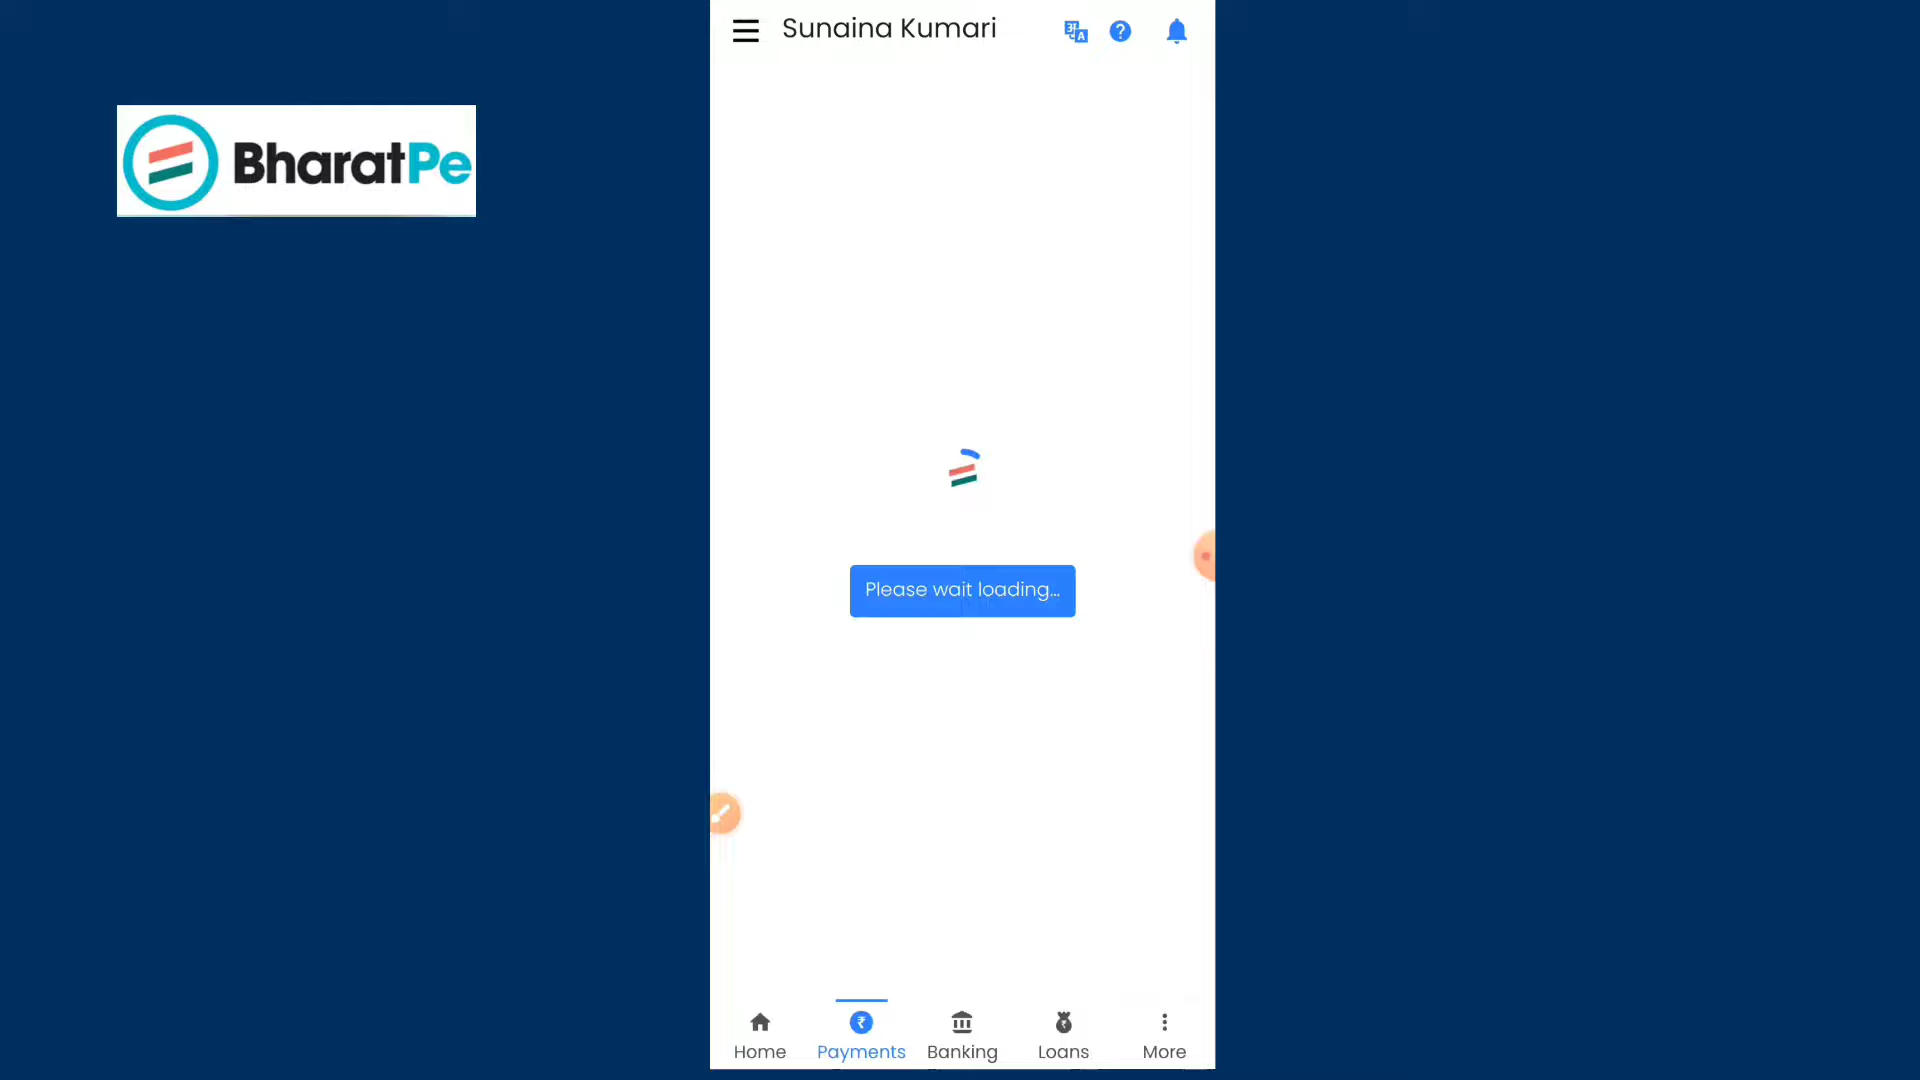 Sunaina Kumari
BharatPe
Please wait loading...
Home
Payments
Banking
Loans
More